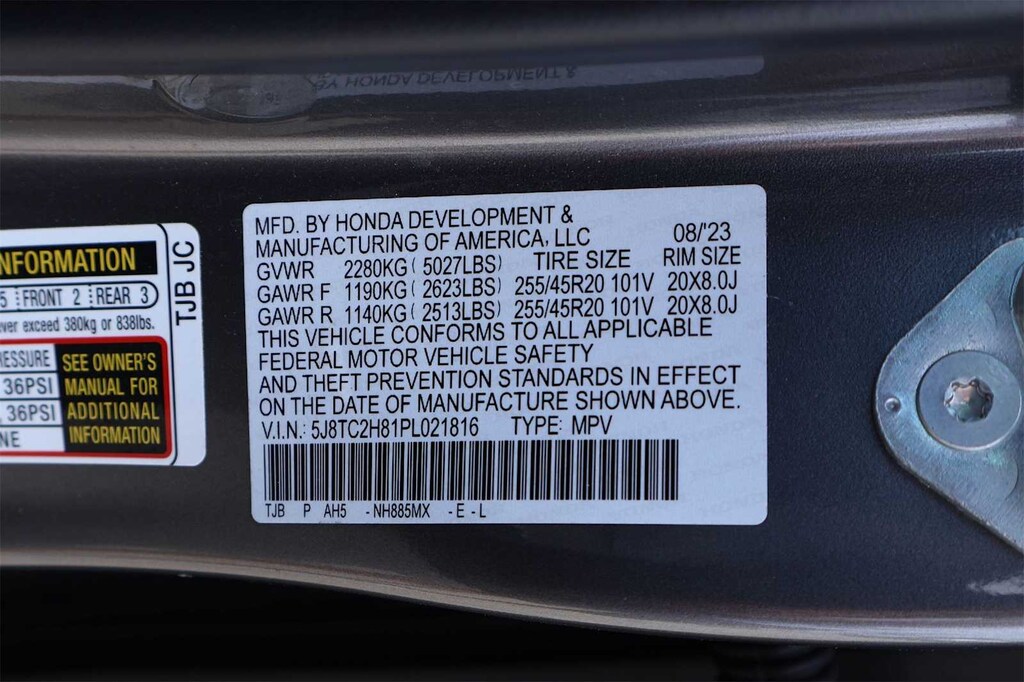 MFD. BY HONDA DEVELOPMENT &
MANUFACTURING OF AMERICA, LLC 08/'23
GVWR 2280KG ( 5027LBS) TIRE SIZE RIM SIZE
GAWR F 1190KG ( 2623LBS) 255/45R20 101V 20X8.0J
GAWR R 1140KG ( 2513LBS) 255/45R20 101V 20X8.0J
THIS VEHICLE CONFORMS TO ALL APPLICABLE
FEDERAL MOTOR VEHICLE SAFETY
AND THEFT PREVENTION STANDARDS IN EFFECT
ON THE DATE OF MANUFACTURE SHOWN ABOVE.
V.I.N.: 5J8TC2H81PL021816 TYPE: MPV
TJB P AH5 - NH885MX - E - L
5 FRONT 2 REAR 3
exceed 380kg or 838lbs.
36PSI
36PSI
SEE OWNER'S
MANUAL FOR
ADDITIONAL
INFORMATION
TJB JC
HONDA DEVELOPMENT &